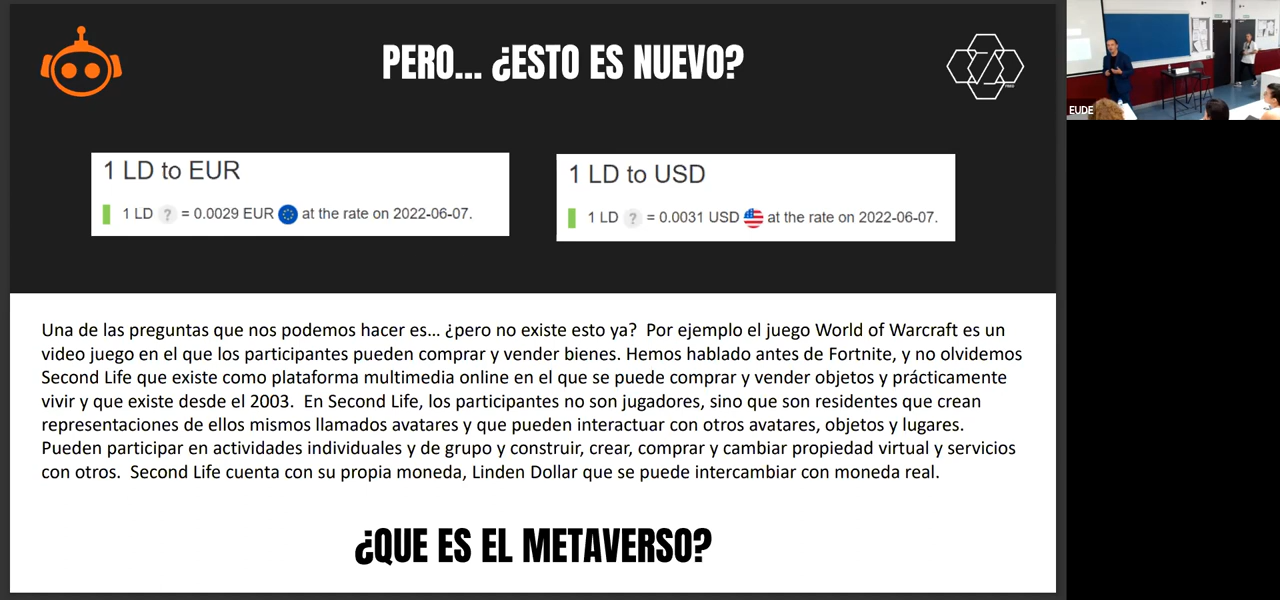 PERO... ¿ESTO ES NUEVO?
1 LD to EUR
1 LD ? = 0.0029 EUR at the rate on 2022-06-07.
1 LD to USD
1 LD ? = 0.0031 USD at the rate on 2022-06-07.
Una de las preguntas que nos podemos hacer es... ¿pero no existe esto ya? Por ejemplo el juego World of Warcraft es un
video juego en el que los participantes pueden comprar y vender bienes. Hemos hablado antes de Fortnite, y no olvidemos
Second Life que existe como plataforma multimedia online en el que se puede comprar y vender objetos y prácticamente
vivir y que existe desde el 2003. En Second Life, los participantes no son jugadores, sino que son residentes que crean
representaciones de ellos mismos llamados avatares y que pueden interactuar con otros avatares, objetos y lugares.
Pueden participar en actividades individuales y de grupo y construir, crear, comprar y cambiar propiedad virtual y servicios
con otros. Second Life cuenta con su propia moneda, Linden Dollar que se puede intercambiar con moneda real.
¿QUE ES EL METAVERSO?
EUDE